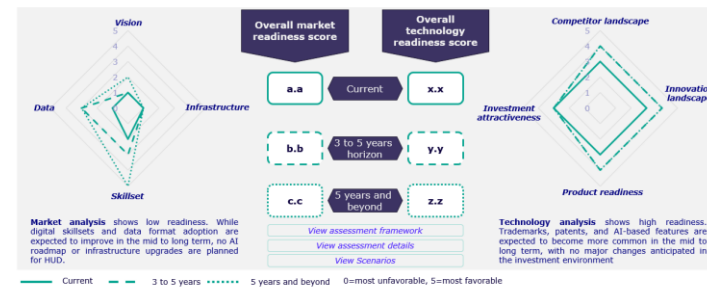 Vision
5
4
3
2
1
0
Data
Infrastructure
Skillset
Market analysis shows low readiness. While
digital skillsets and data format adoption are
expected to improve in the mid to long term, no AI
roadmap or infrastructure upgrades are planned
for HUD.
Overall market
readiness score
Overall
technology
readiness score
a.a
Current
x.x
b.b
3 to 5 years
horizon
y.y
c.c
5 years and
beyond
z.z
View assessment framework
View assessment details
View Scenarios
Competitor landscape
5
4
3
2
1
0
Investment
attractiveness
Innovation
landscape
Product readiness
Technology analysis shows high readiness.
Trademarks, patents, and AI-based features are
expected to become more common in the mid to
long term, with no major changes anticipated in
the investment environment
Current
3 to 5 years
5 years and beyond
0=most unfavorable, 5=most favorable